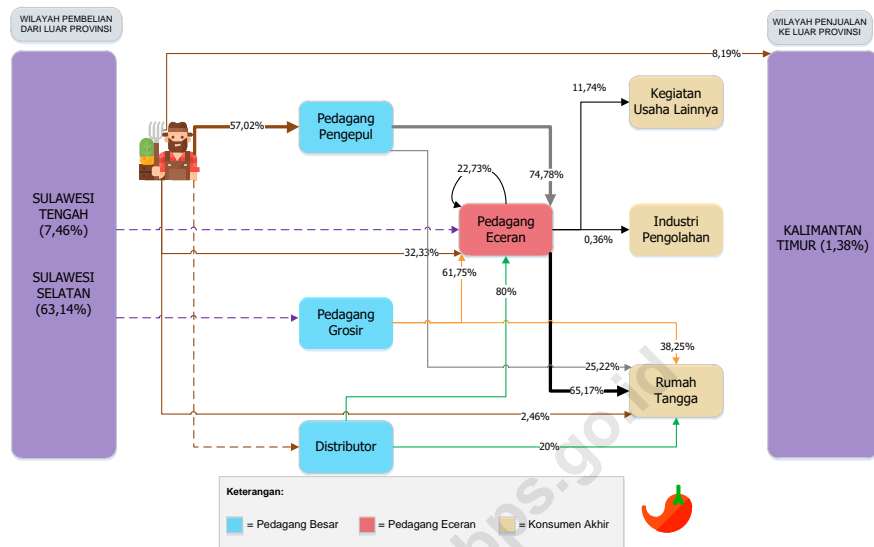 WILAYAH PEMBELIAN
DARI LUAR PROVINSI
WILAYAH PENJUALAN
KE LUAR PROVINSI
8,19%
11,74%
Kegiatan
Usaha Lainnya
57,02%
Pedagang
Pengepul
22,73%
74,78%
SULAWESI
TENGAH
(7,46%)
Pedagang
Eceran
Industri
Pengolahan
0,36%
KALIMANTAN
TIMUR (1,38%)
32,33%
61,75%
80%
SULAWESI
SELATAN
(63,14%)
Pedagang
Grosir
38,25%
25,22%
Rumah
Tangga
65,17%
2,46%
Distributor
20%
bps.go.id
Keterangan:
= Pedagang Besar
= Pedagang Eceran
= Konsumen Akhir